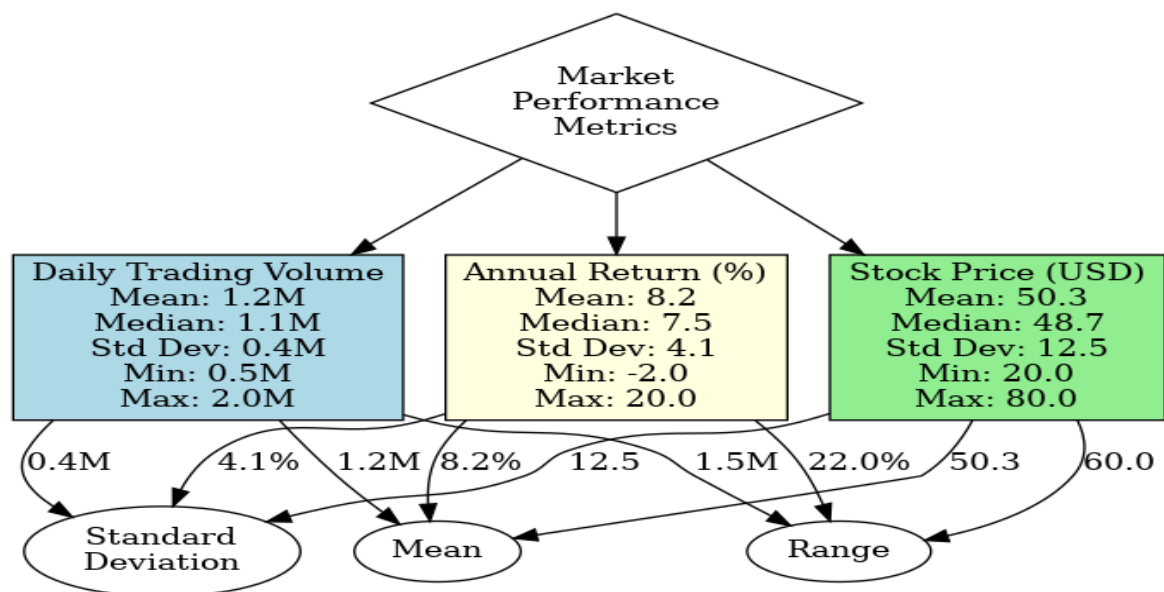 Market
Performance
Metrics
Daily Trading Volume
Mean: 1.2M
Median: 1.1M
Std Dev: 0.4M
Min: 0.5M
Max: 2.0M
Annual Return (%)
Mean: 8.2
Median: 7.5
Std Dev: 4.1
Min: -2.0
Max: 20.0
Stock Price (USD)
Mean: 50.3
Median: 48.7
Std Dev: 12.5
Min: 20.0
Max: 80.0
0.4M
4.1%
1.2M
8.2%
12.5
1.5M
22.0%
50.3
60.0
Standard
Deviation
Mean
Range